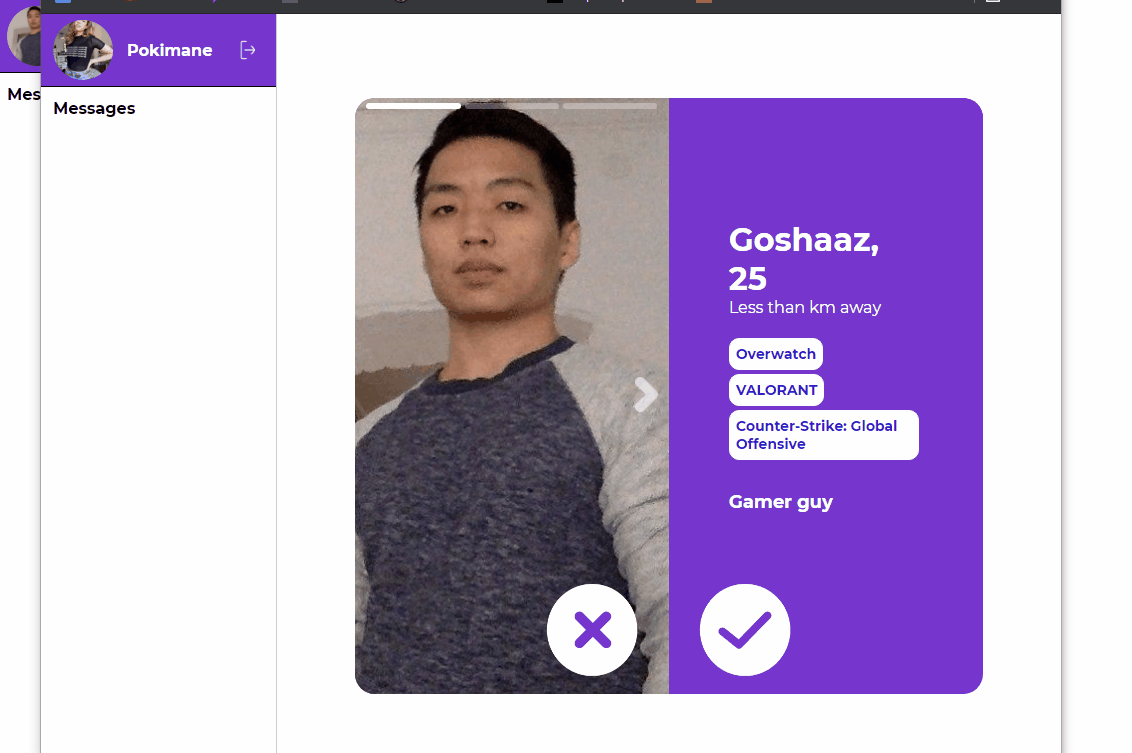 Pokimane
Mes
Messages
Goshaaz,
25
Less than km away
Overwatch
VALORANT
Counter-Strike: Global
Offensive
Gamer guy